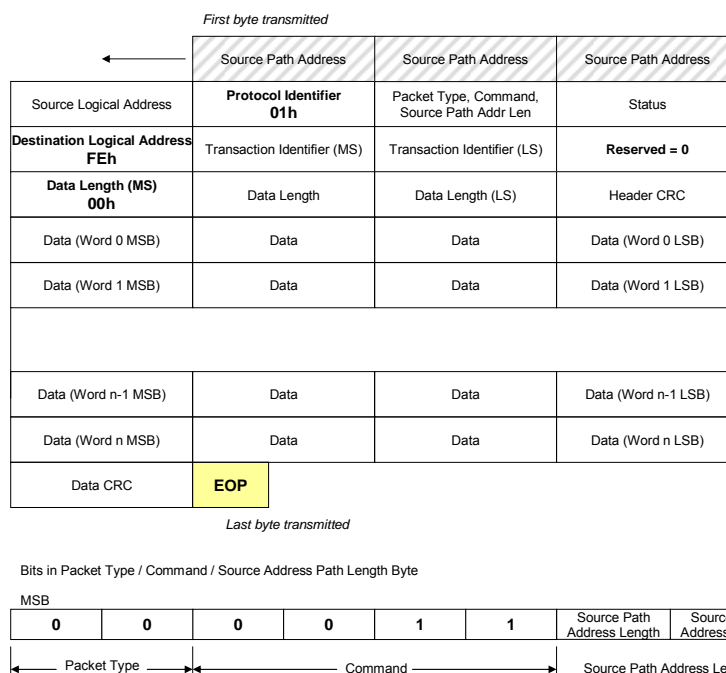 First byte transmitted
Source Path Address Source Path Address Source Path Address
Source Logical Address Protocol Identifier 01h Packet Type, Command, Source Path Addr Len Status
Destination Logical Address FEh Transaction Identifier (MS) Transaction Identifier (LS) Reserved = 0
Data Length (MS) 00h Data Length Data Length (LS) Header CRC
Data (Word 0 MSB) Data Data Data (Word 0 LSB)
Data (Word 1 MSB) Data Data Data (Word 1 LSB)
Data (Word n-1 MSB) Data Data Data (Word n-1 LSB)
Data (Word n MSB) Data Data Data (Word n LSB)
Data CRC EOP
Last byte transmitted
Bits in Packet Type / Command / Source Address Path Length Byte
MSB
0 0 0 0 1 1 Source Path Address Length Address
Packet Type Command Source Path Address